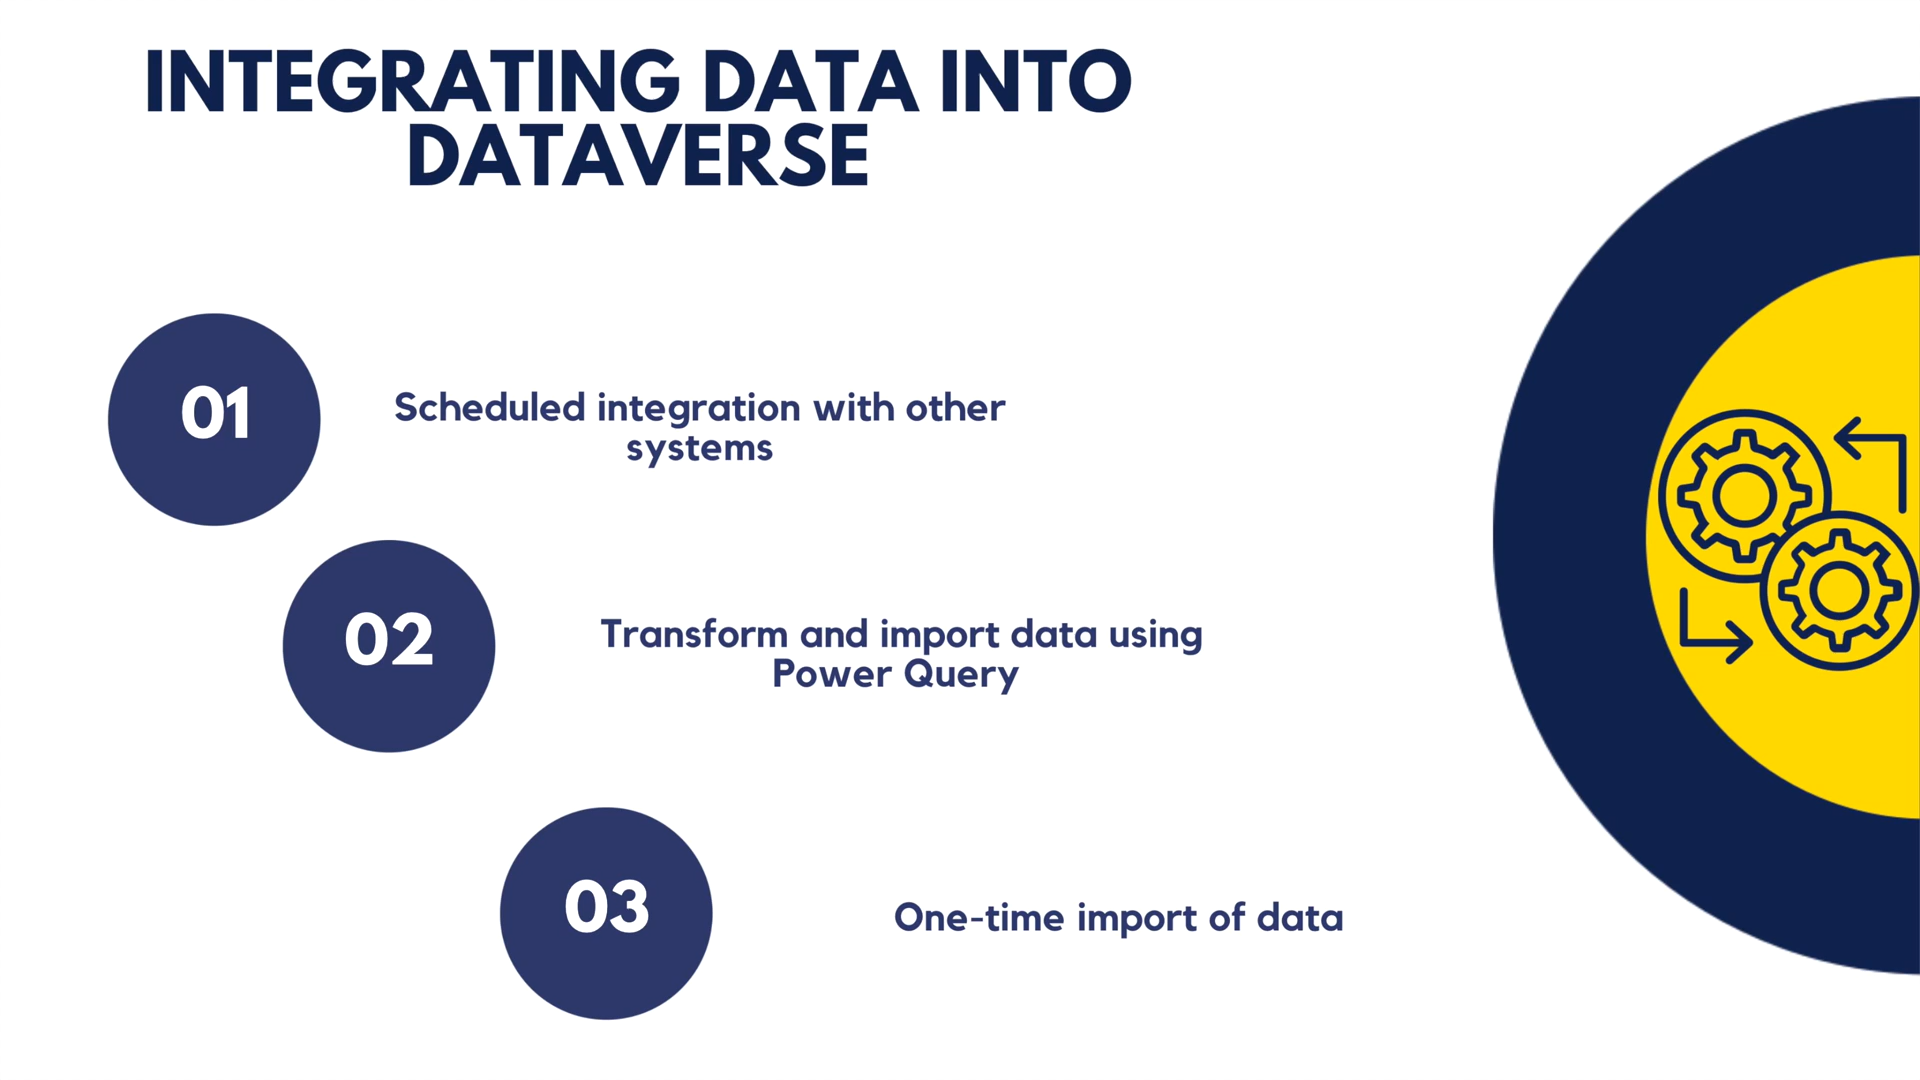 INTEGRATING DATA INTO
DATAVERSE
01
Scheduled integration with other
systems
02
Transform and import data using
Power Query
03
One-time import of data